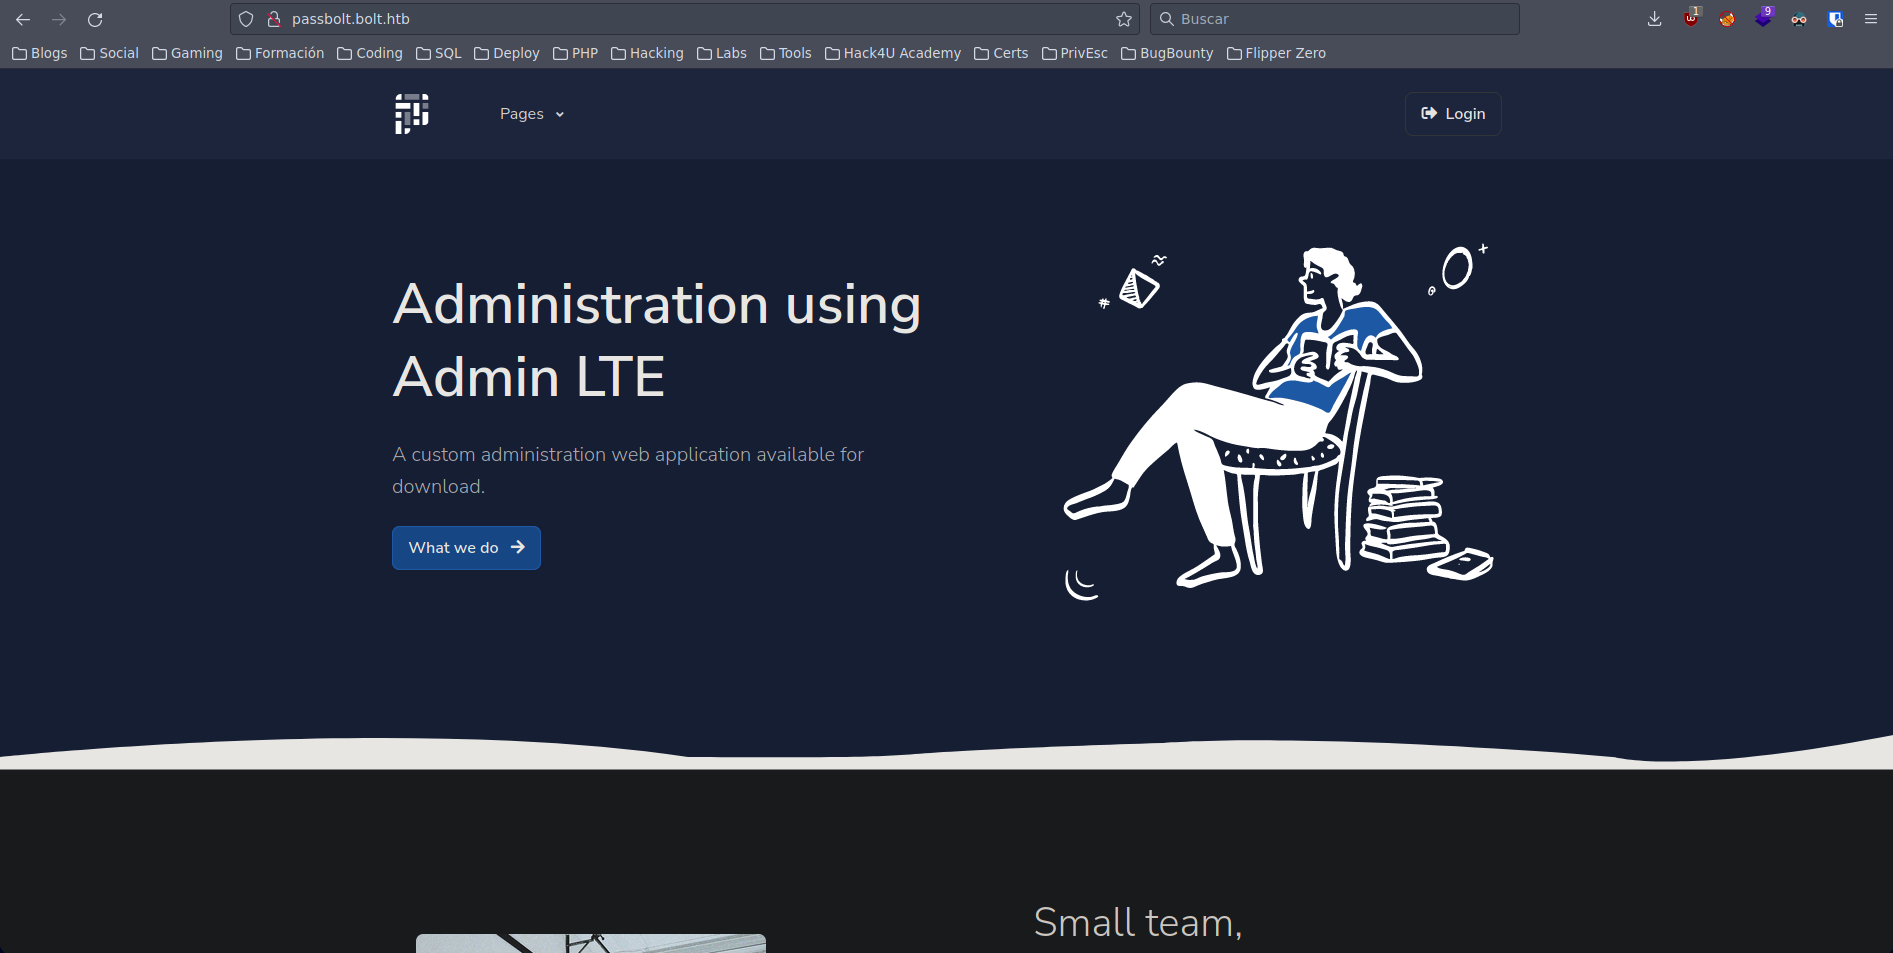 passbolt.bolt.htb
Buscar
1
9
Blogs Social Gaming Formación Coding SQL Deploy PHP Hacking Labs Tools Hack4U Academy Certs PrivEsc BugBounty Flipper Zero
Pages
Login
Administration using
Admin LTE
A custom administration web application available for
download.
What we do
Small team,